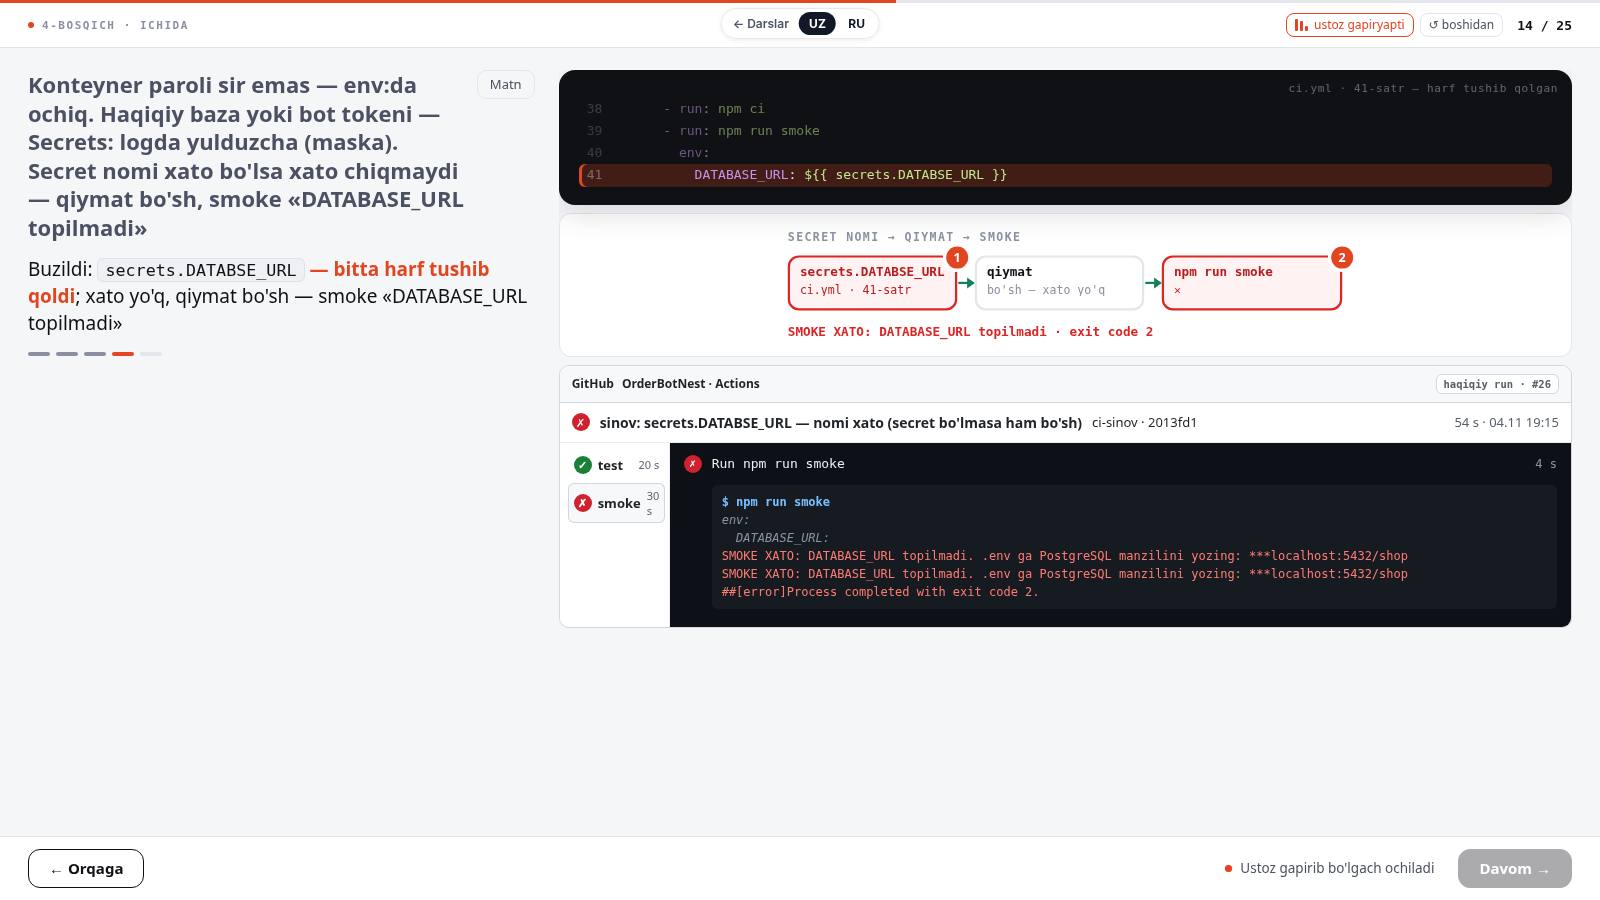 4-BOSQICH · ICHIDA
← Darslar UZ RU
ustoz gapiryapti
↺ boshidan
14 / 25
Konteyner paroli sir emas — env:da
ochiq. Haqiqiy baza yoki bot tokeni —
Secrets: logda yulduzcha (maska).
Secret nomi xato bo'lsa xato chiqmaydi
— qiymat bo'sh, smoke «DATABASE_URL
topilmadi»
Matn
Buzildi: secrets.DATABSE_URL — bitta harf tushib
qoldi; xato yo'q, qiymat bo'sh — smoke «DATABASE_URL
topilmadi»
ci.yml · 41-satr — harf tushib qolgan
38 - run: npm ci
39 - run: npm run smoke
40 env:
41 DATABASE_URL: ${{ secrets.DATABSE_URL }}
SECRET NOMI → QIYMAT → SMOKE
secrets.DATABSE_URL
ci.yml · 41-satr
1
qiymat
bo'sh — xato yo'q
npm run smoke
✕
2
SMOKE XATO: DATABASE_URL topilmadi · exit code 2
GitHub OrderBotNest · Actions
haqiqiy run · #26
✗ sinov: secrets.DATABSE_URL — nomi xato (secret bo'lmasa ham bo'sh) ci-sinov · 2013fd1
54 s · 04.11 19:15
✓ test 20 s
✗ smoke 30 s
✗ Run npm run smoke 4 s
$ npm run smoke
env:
DATABASE_URL:
SMOKE XATO: DATABASE_URL topilmadi. .env ga PostgreSQL manzilini yozing: ***localhost:5432/shop
SMOKE XATO: DATABASE_URL topilmadi. .env ga PostgreSQL manzilini yozing: ***localhost:5432/shop
##[error]Process completed with exit code 2.
← Orqaga
Ustoz gapirib bo'lgach ochiladi
Davom →